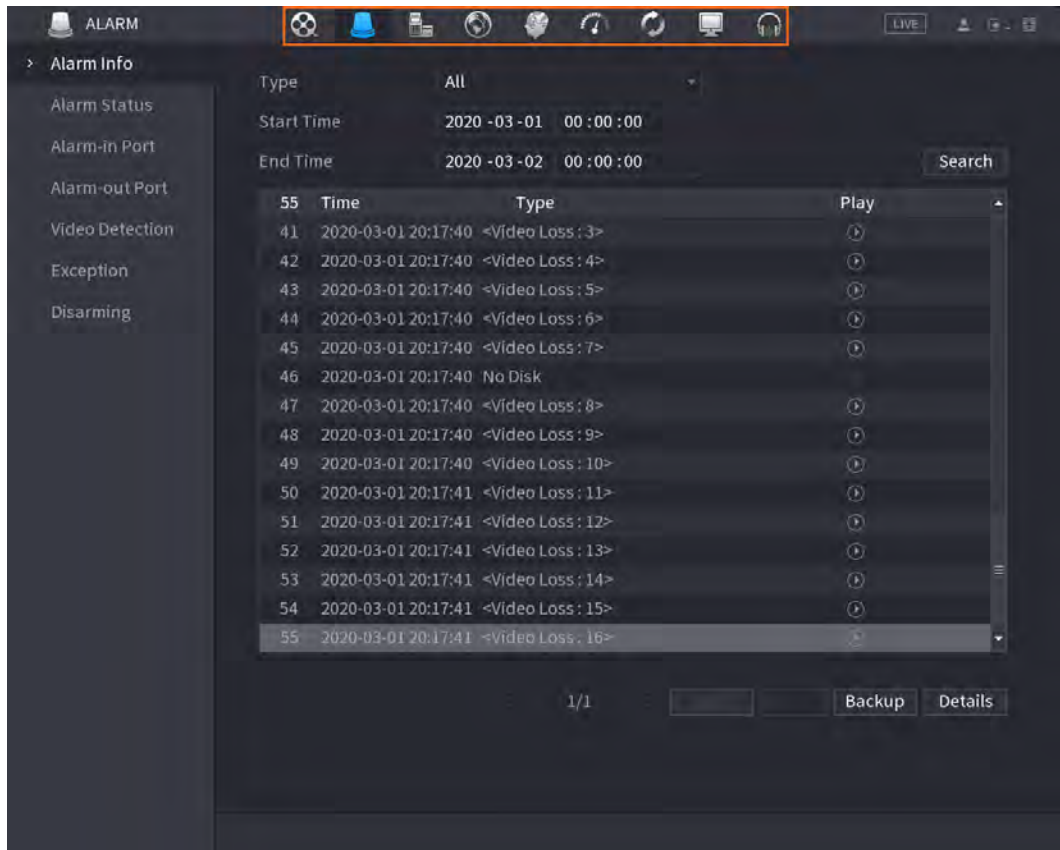 ALARM LIVE
> Alarm Info
Alarm Status
Alarm-in Port
Alarm-out Port
Video Detection
Exception
Disarming
Type All
Start Time 2020 -03 -01 00 : 00 : 00
End Time 2020 -03 -02 00 : 00 : 00
Search
55 Time Type Play
41 2020-03-01 20:17:40 <Video Loss : 3>
42 2020-03-01 20:17:40 <Video Loss : 4>
43 2020-03-01 20:17:40 <Video Loss : 5>
44 2020-03-01 20:17:40 <Video Loss : 6>
45 2020-03-01 20:17:40 <Video Loss : 7>
46 2020-03-01 20:17:40 No Disk
47 2020-03-01 20:17:40 <Video Loss : 8>
48 2020-03-01 20:17:40 <Video Loss : 9>
49 2020-03-01 20:17:40 <Video Loss : 10>
50 2020-03-01 20:17:41 <Video Loss : 11>
51 2020-03-01 20:17:41 <Video Loss : 12>
52 2020-03-01 20:17:41 <Video Loss : 13>
53 2020-03-01 20:17:41 <Video Loss : 14>
54 2020-03-01 20:17:41 <Video Loss : 15>
55 2020-03-01 20:17:41 <Video Loss : 16>
1/1 Backup Details